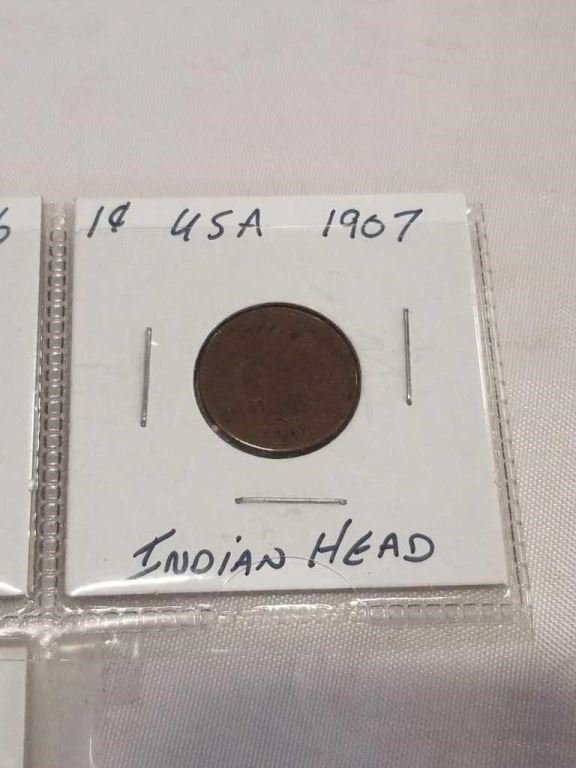 1¢ USA 1907
INDIAN HEAD